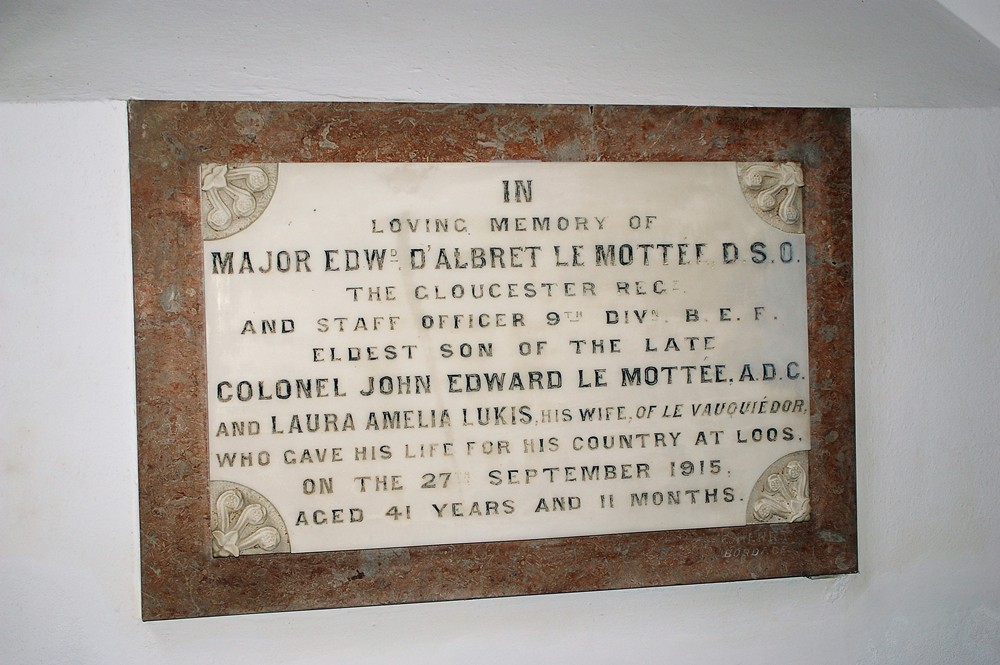 IN
LOVING MEMORY OF
MAJOR EDWD. D'ALBRET LE MOTTÉE D.S.O.
THE GLOUCESTER REGT.
AND STAFF OFFICER 9TH DIVN. B.E.F.
ELDEST SON OF THE LATE
COLONEL JOHN EDWARD LE MOTTÉE, A.D.C.
AND LAURA AMELIA LUKIS, HIS WIFE, OF LE VAUQUIÉDOR,
WHO GAVE HIS LIFE FOR HIS COUNTRY AT LOOS,
ON THE 27TH SEPTEMBER 1915,
AGED 41 YEARS AND 11 MONTHS.